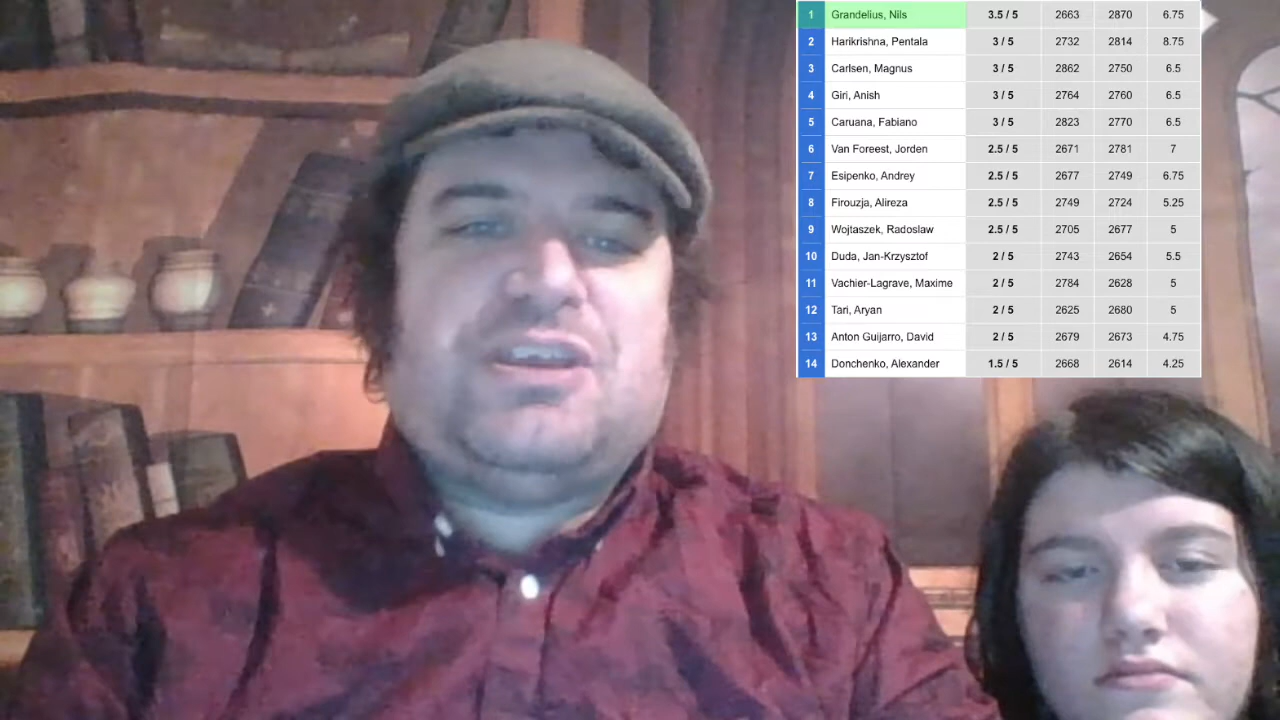 1 Grandelius, Nils 3.5 / 5 2663 2870 6.75
2 Harikrishna, Pentala 3 / 5 2732 2814 8.75
3 Carlsen, Magnus 3 / 5 2862 2750 6.5
4 Giri, Anish 3 / 5 2764 2760 6.5
5 Caruana, Fabiano 3 / 5 2823 2770 6.5
6 Van Foreest, Jorden 2.5 / 5 2671 2781 7
7 Esipenko, Andrey 2.5 / 5 2677 2749 6.75
8 Firouzja, Alireza 2.5 / 5 2749 2724 5.25
9 Wojtaszek, Radoslaw 2.5 / 5 2705 2677 5
10 Duda, Jan-Krzysztof 2 / 5 2743 2654 5.5
11 Vachier-Lagrave, Maxime 2 / 5 2784 2628 5
12 Tari, Aryan 2 / 5 2625 2680 5
13 Anton Guijarro, David 2 / 5 2679 2673 4.75
14 Donchenko, Alexander 1.5 / 5 2668 2614 4.25